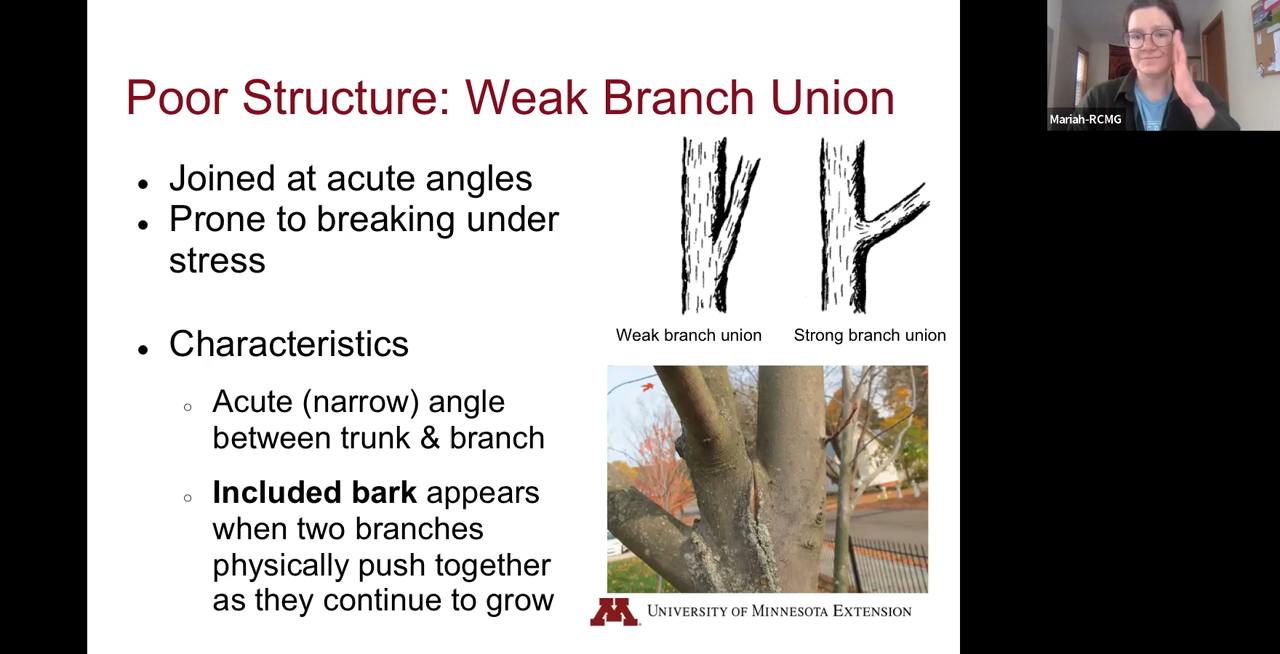 Poor Structure: Weak Branch Union
Joined at acute angles
Prone to breaking under
stress
Characteristics
Acute (narrow) angle
between trunk & branch
Included bark appears
when two branches
physically push together
as they continue to grow
Weak branch union
Strong branch union
UNIVERSITY OF MINNESOTA EXTENSION
Mariah-RCMG